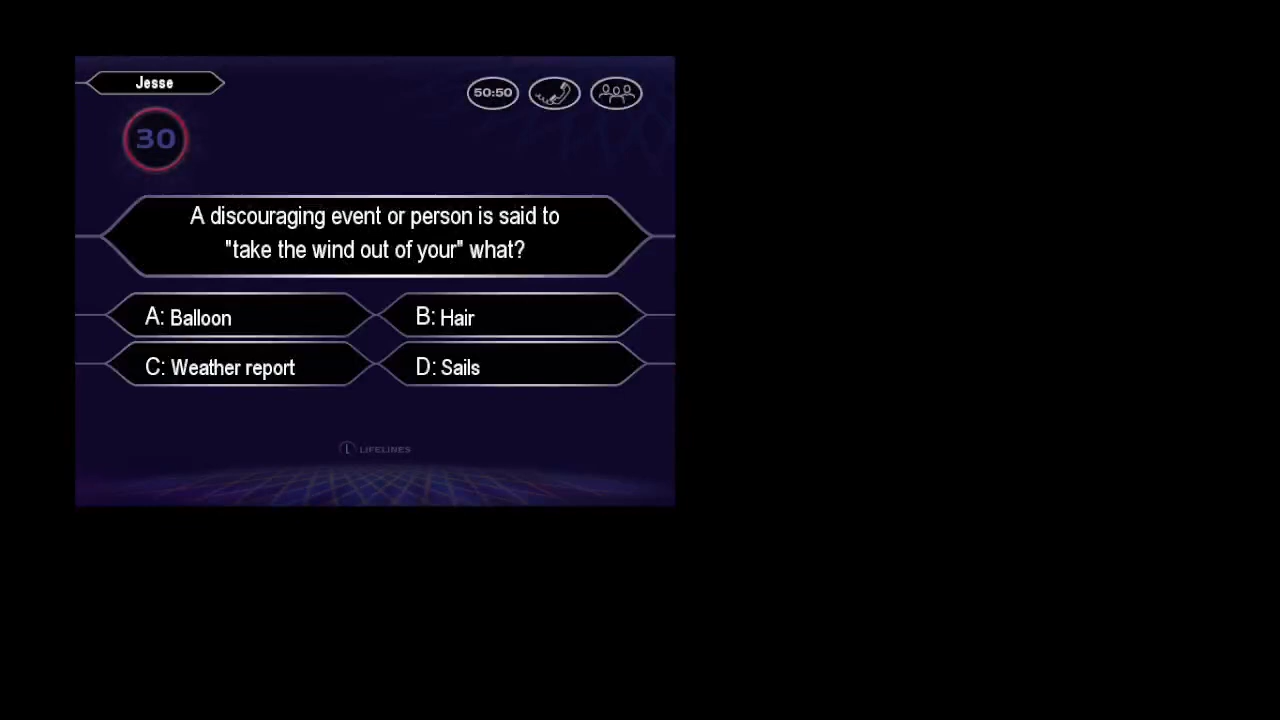 Jesse
50:50
30
A discouraging event or person is said to
"take the wind out of your" what?
A: Balloon
B: Hair
C: Weather report
D: Sails
L LIFELINES